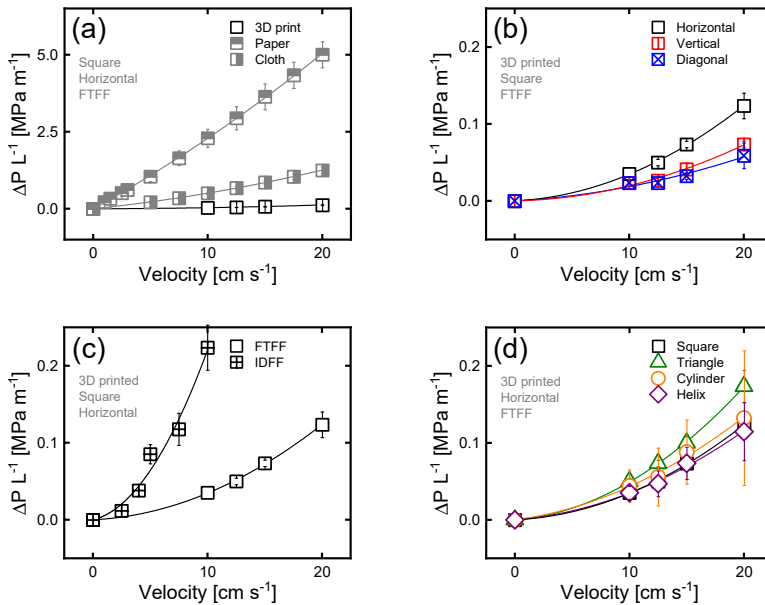 (a)
3D print
Paper
Cloth
Square
Horizontal
FTFF
5.0
2.5
0.0
ΔP L⁻¹ [MPa m⁻¹]
0 10 20
Velocity [cm s⁻¹]
(b)
Horizontal
Vertical
Diagonal
3D printed
Square
FTFF
0.2
0.1
0.0
ΔP L⁻¹ [MPa m⁻¹]
0 10 20
Velocity [cm s⁻¹]
(c)
FTFF
IDFF
3D printed
Square
Horizontal
0.2
0.1
0.0
ΔP L⁻¹ [MPa m⁻¹]
0 10 20
Velocity [cm s⁻¹]
(d)
Square
Triangle
Cylinder
Helix
3D printed
Horizontal
FTFF
0.2
0.1
0.0
ΔP L⁻¹ [MPa m⁻¹]
0 10 20
Velocity [cm s⁻¹]